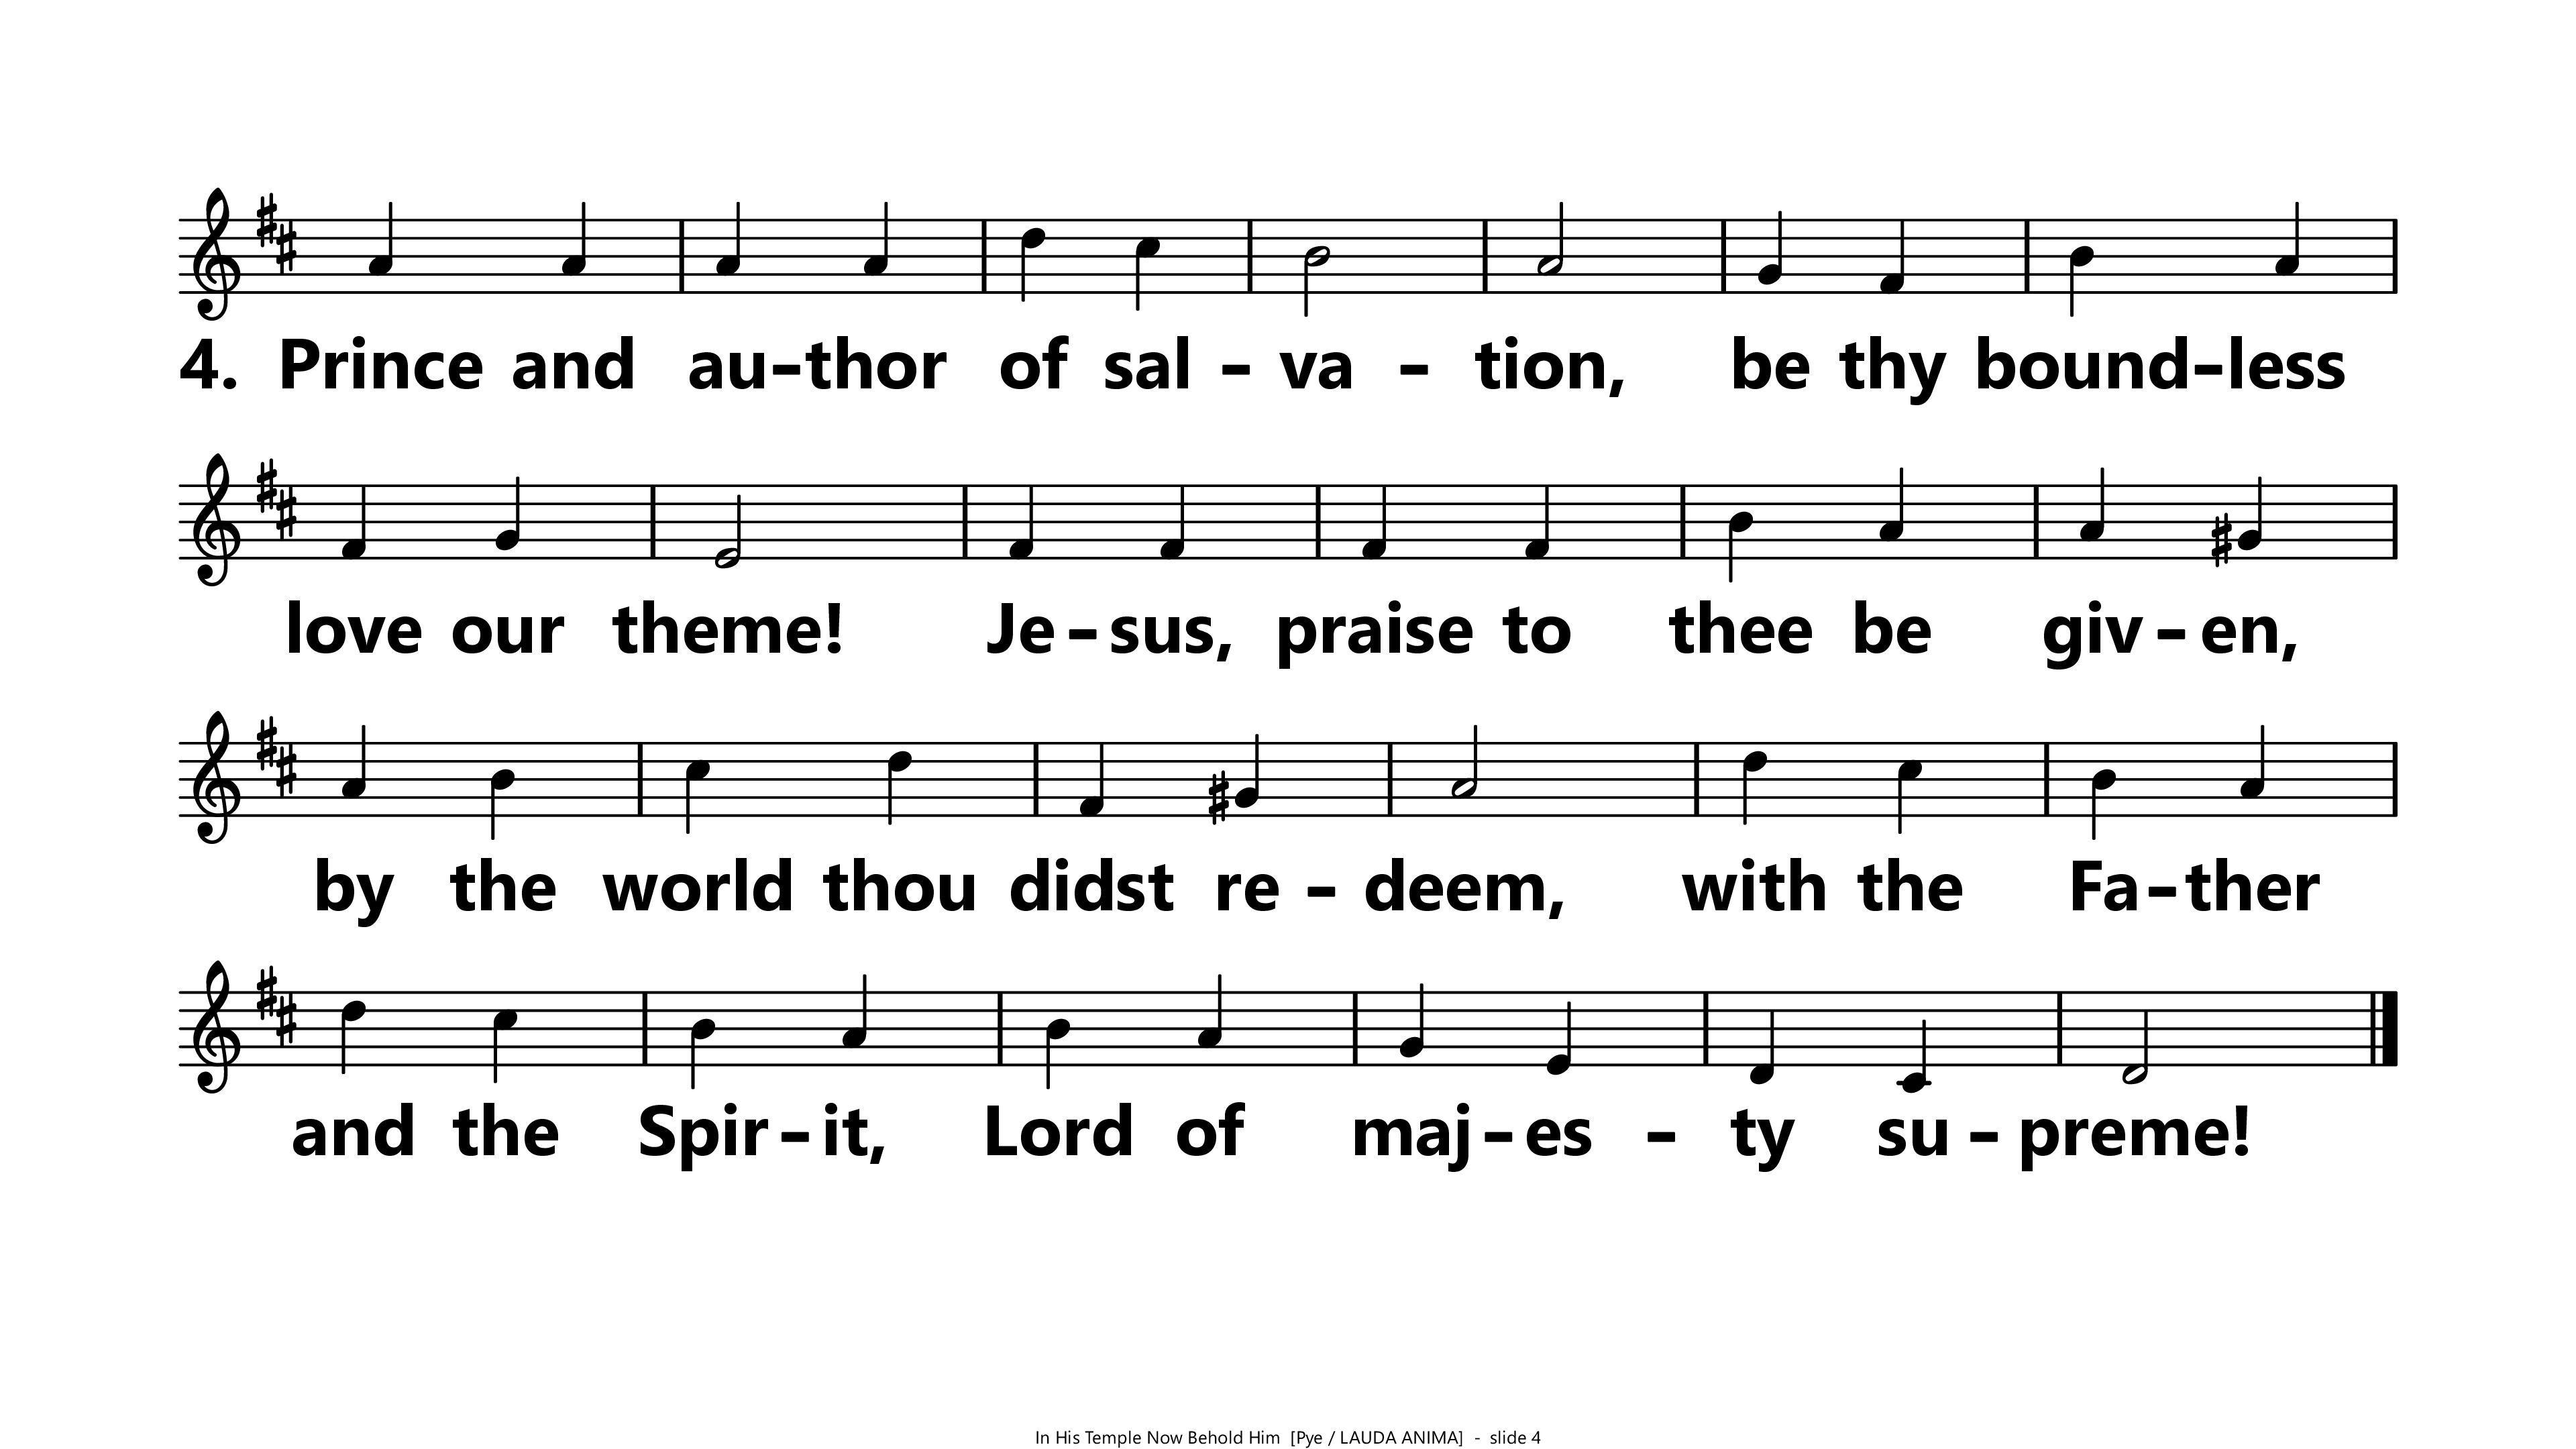 4. Prince and au-thor of sal - va - tion, be thy bound-less
love our theme! Je-sus, praise to thee be giv-en,
by the world thou didst re - deem, with the Fa-ther
and the Spir-it, Lord of maj-es - ty su-preme!
In His Temple Now Behold Him [Pye / LAUDA ANIMA] - slide 4